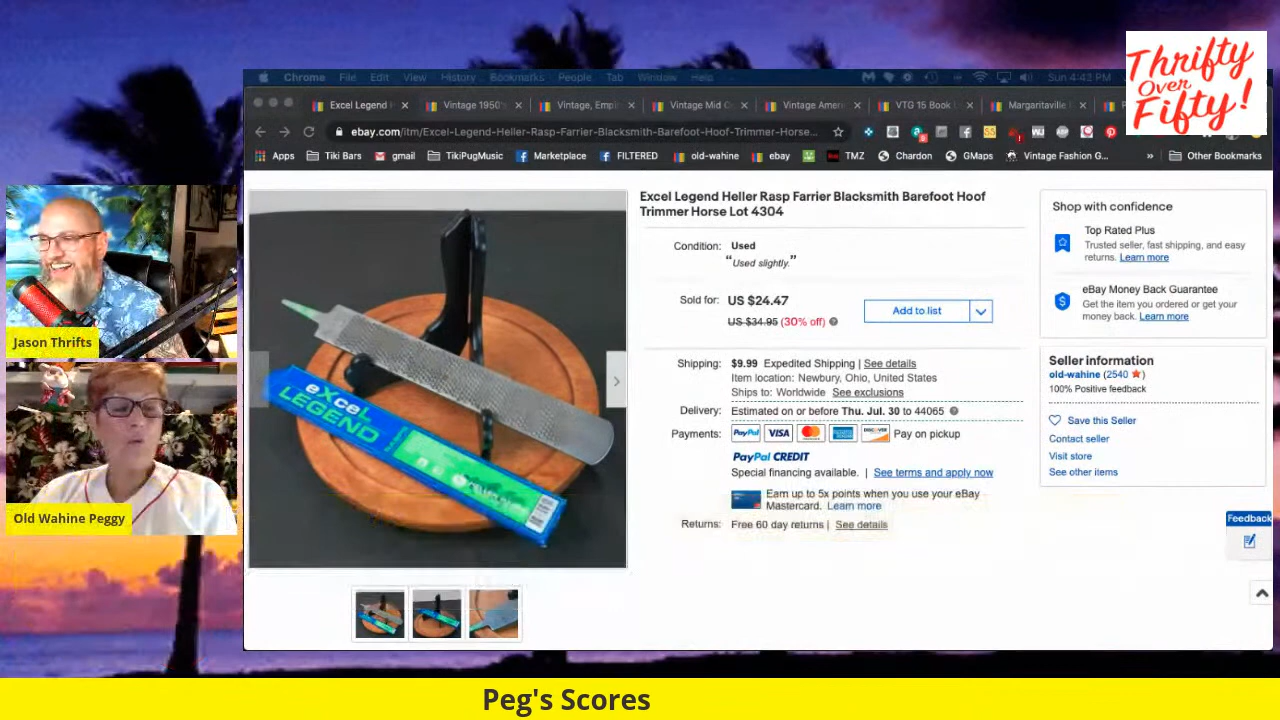 Thrifty
Over
Fifty!
Chrome File Edit View History Bookmarks People Tab Window Help
Sun 4:42 PM
Excel Legend
Vintage 1950's
Vintage, Empi
Vintage Mid C
Vintage Amer
VTG 15 Book L
Margaritaville
ebay.com/itm/Excel-Legend-Heller-Rasp-Farrier-Blacksmith-Barefoot-Hoof-Trimmer-Horse...
Apps Tiki Bars gmail TikiPugMusic Marketplace FILTERED old-wahine ebay TMZ Chardon GMaps Vintage Fashion G... » Other Bookmarks
Excel Legend Heller Rasp Farrier Blacksmith Barefoot Hoof
Trimmer Horse Lot 4304
Condition: Used
"Used slightly."
Sold for: US $24.47
Add to list
US $34.95 (30% off)
Shipping: $9.99 Expedited Shipping | See details
Item location: Newbury, Ohio, United States
Ships to: Worldwide See exclusions
Delivery: Estimated on or before Thu. Jul. 30 to 44065
Payments: PayPal VISA MasterCard DISCOVER Pay on pickup
PayPal CREDIT
Special financing available. | See terms and apply now
Earn up to 5x points when you use your eBay
Mastercard. Learn more
Returns: Free 60 day returns | See details
Shop with confidence
Top Rated Plus
Trusted seller, fast shipping, and easy
returns. Learn more
eBay Money Back Guarantee
Get the item you ordered or get your
money back. Learn more
Seller information
old-wahine (2540 )
100% Positive feedback
Save this Seller
Contact seller
Visit store
See other items
Feedback
eXceL
LEGEND
Jason Thrifts
Old Wahine Peggy
Peg's Scores